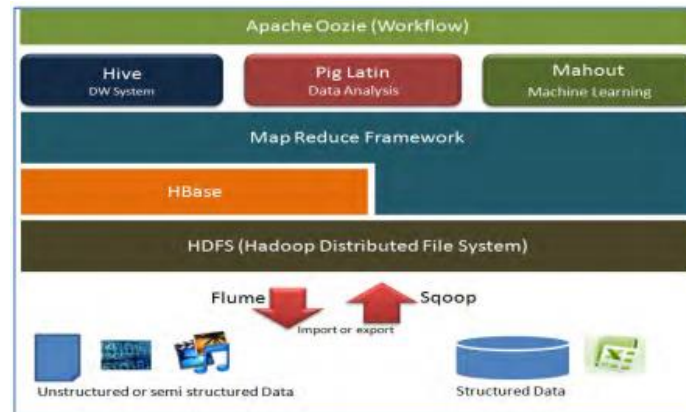 Apache Oozie (Workflow)
Hive
DW System
Pig Latin
Data Analysis
Mahout
Machine Learning
Map Reduce Framework
HBase
HDFS (Hadoop Distributed File System)
Flume
Sqoop
Import or export
Unstructured or semi structured Data
Structured Data